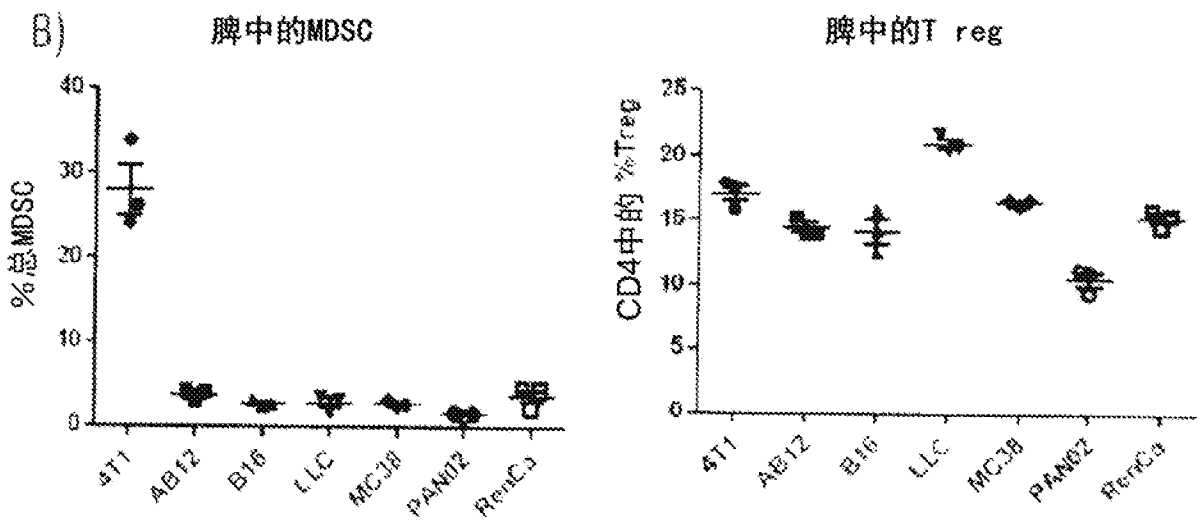 B)
脾中的MDSC
%总MDSC
40
30
20
10
0
4T1
AB12
B16
LLC
MC38
PAN02
RenCa
脾中的T reg
CD4中的 %Treg
25
20
15
10
5
0
4T1
AB12
B16
LLC
MC38
PAN02
RenCa